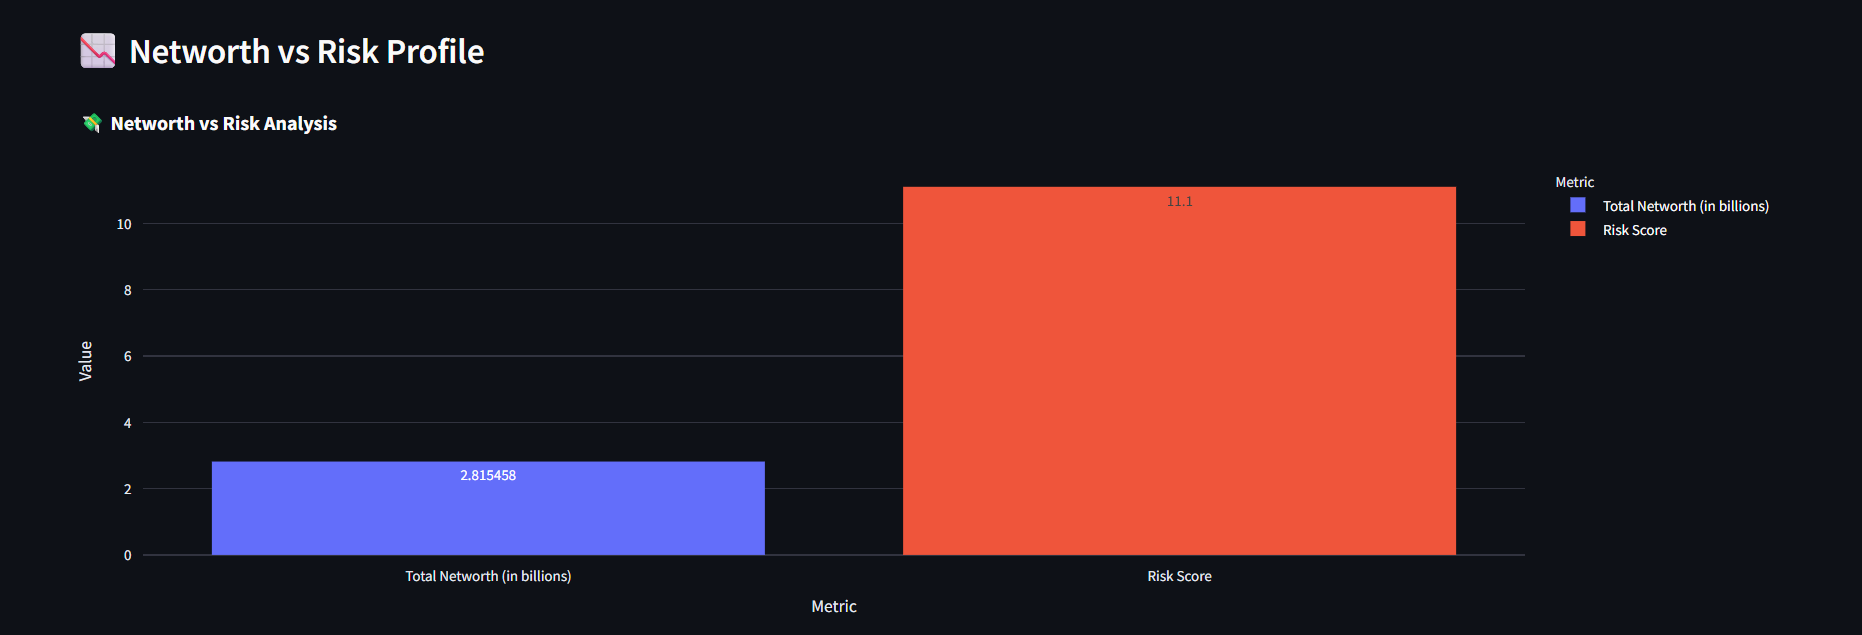 Networth vs Risk Profile
Networth vs Risk Analysis
Metric
Total Networth (in billions)
Risk Score
11.1
10
8
6
4
2
0
Value
2.815458
Total Networth (in billions)
Risk Score
Metric